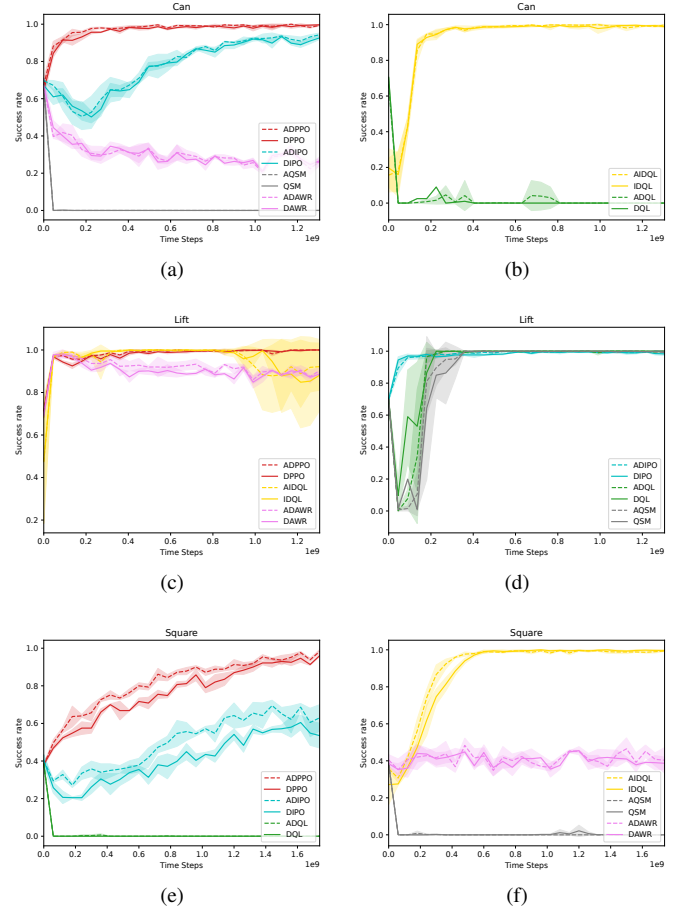 Can
Success rate
1.0
0.8
0.6
0.4
0.2
0.0
ADPPO
DPPO
ADIPO
DIPO
AQSM
QSM
ADAWR
DAWR
0.0 0.2 0.4 0.6 0.8 1.0 1.2
Time Steps
1e9
(a)
Can
Success rate
1.0
0.8
0.6
0.4
0.2
0.0
AIDQL
IDQL
ADQL
DQL
0.0 0.2 0.4 0.6 0.8 1.0 1.2
Time Steps
1e9
(b)
Lift
Success rate
1.0
0.8
0.6
0.4
0.2
ADPPO
DPPO
AIDQL
IDQL
ADAWR
DAWR
0.0 0.2 0.4 0.6 0.8 1.0 1.2
Time Steps
1e9
(c)
Lift
Success rate
1.0
0.8
0.6
0.4
0.2
0.0
ADIPO
DIPO
ADQL
DQL
AQSM
QSM
0.0 0.2 0.4 0.6 0.8 1.0 1.2
Time Steps
1e9
(d)
Square
Success rate
1.0
0.8
0.6
0.4
0.2
0.0
ADPPO
DPPO
ADIPO
DIPO
ADQL
DQL
0.0 0.2 0.4 0.6 0.8 1.0 1.2 1.4 1.6
Time Steps
1e9
(e)
Square
Success rate
1.0
0.8
0.6
0.4
0.2
0.0
AIDQL
IDQL
AQSM
QSM
ADAWR
DAWR
0.0 0.2 0.4 0.6 0.8 1.0 1.2 1.4 1.6
Time Steps
1e9
(f)